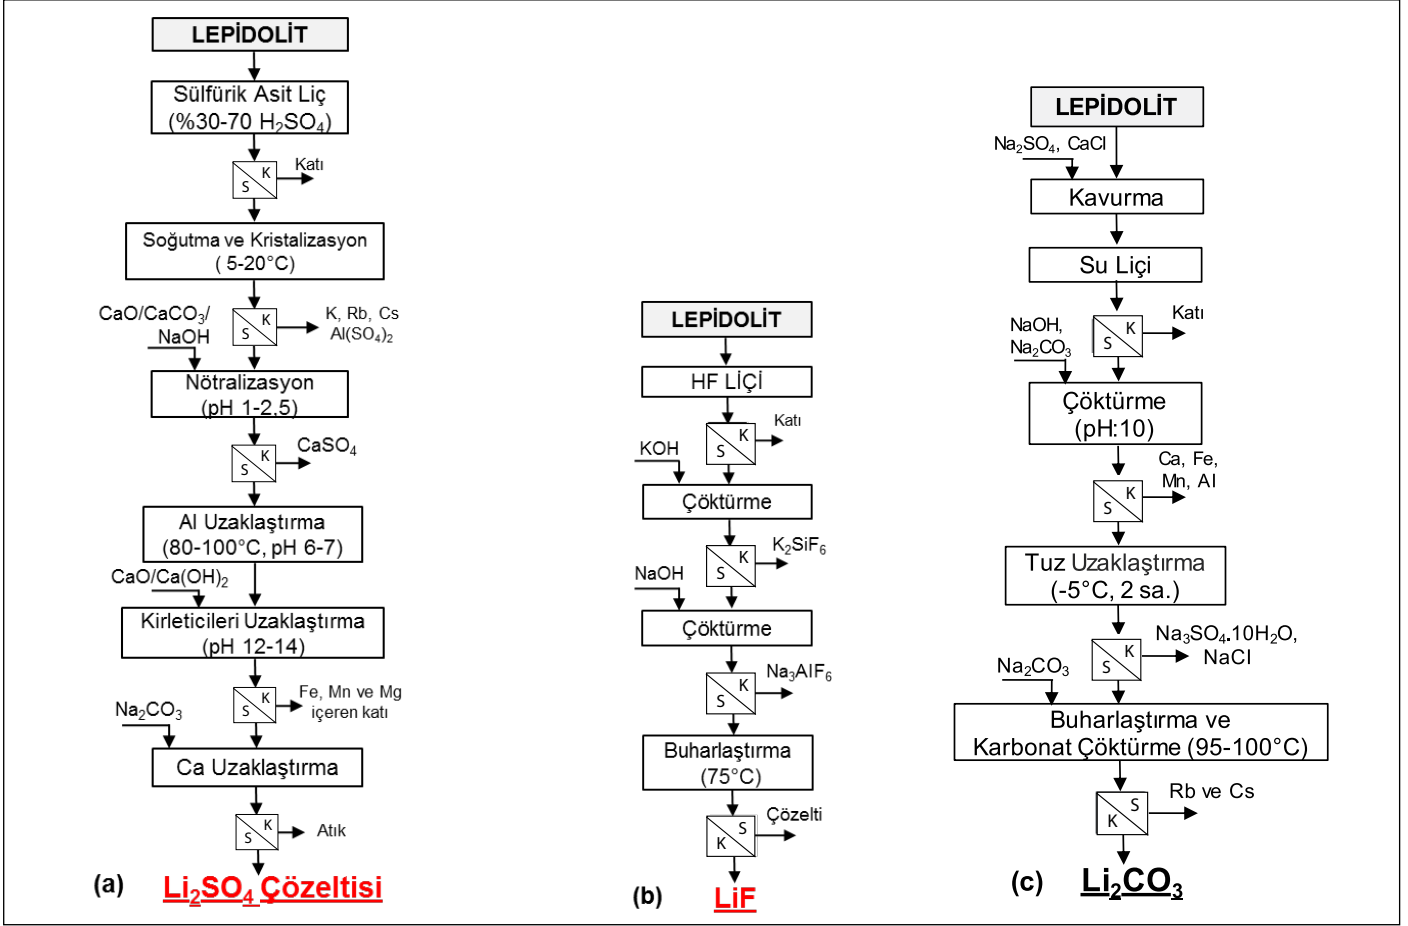 LEPİDOLİT
Sülfürik Asit Liç
(%30-70 H₂SO₄)
K
S
Katı
Soğutma ve Kristalizasyon
( 5-20°C)
CaO/CaCO₃/
NaOH
K
S
K, Rb, Cs
Al(SO₄)₂
Nötralizasyon
(pH 1-2,5)
K
S
CaSO₄
Al Uzaklaştırma
(80-100°C, pH 6-7)
CaO/Ca(OH)₂
Kirleticileri Uzaklaştırma
(pH 12-14)
K
S
Fe, Mn ve Mg
içeren katı
Na₂CO₃
Ca Uzaklaştırma
K
S
Atık
(a) Li₂SO₄ Çözeltisi
LEPİDOLİT
HF LİÇİ
K
S
Katı
KOH
Çöktürme
K
S
K₂SiF₆
NaOH
Çöktürme
K
S
Na₃AlF₆
Buharlaştırma
(75°C)
S
K
Çözelti
(b) LiF
LEPİDOLİT
Na₂SO₄, CaCl
Kavurma
Su Liçi
K
S
Katı
NaOH,
Na₂CO₃
Çöktürme
(pH:10)
K
S
Ca, Fe,
Mn, Al
Tuz Uzaklaştırma
(-5°C, 2 sa.)
K
S
Na₃SO₄.10H₂O,
NaCl
Na₂CO₃
Buharlaştırma ve
Karbonat Çöktürme (95-100°C)
S
K
Rb ve Cs
(c) Li₂CO₃